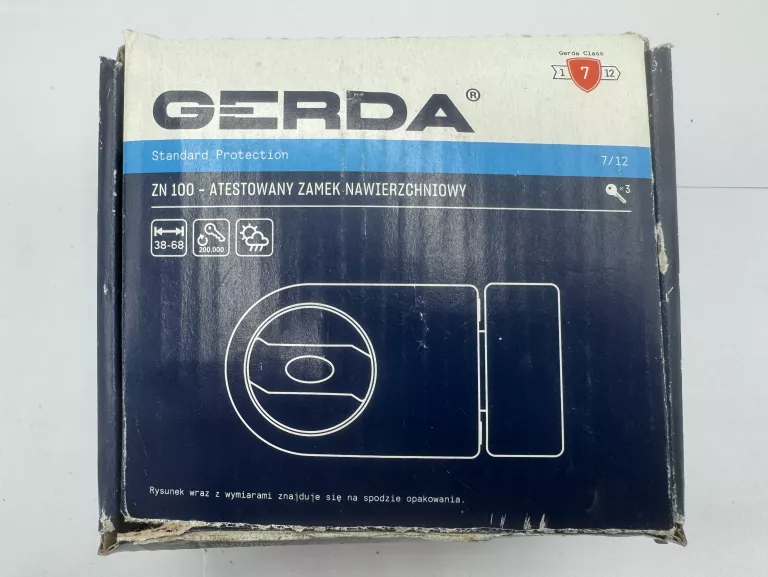 Gerda Class
1 7 12
GERDA®
Standard Protection 7/12
ZN 100 - ATESTOWANY ZAMEK NAWIERZCHNIOWY ×3
38-68 200.000
Rysunek wraz z wymiarami znajduje się na spodzie opakowania.